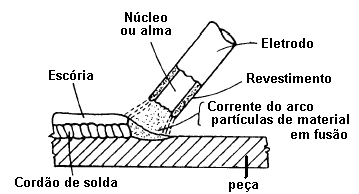 Núcleo
ou alma
Eletrodo
Escória
Revestimento
Corrente do arco
partículas de material
em fusão
Cordão de solda
peça